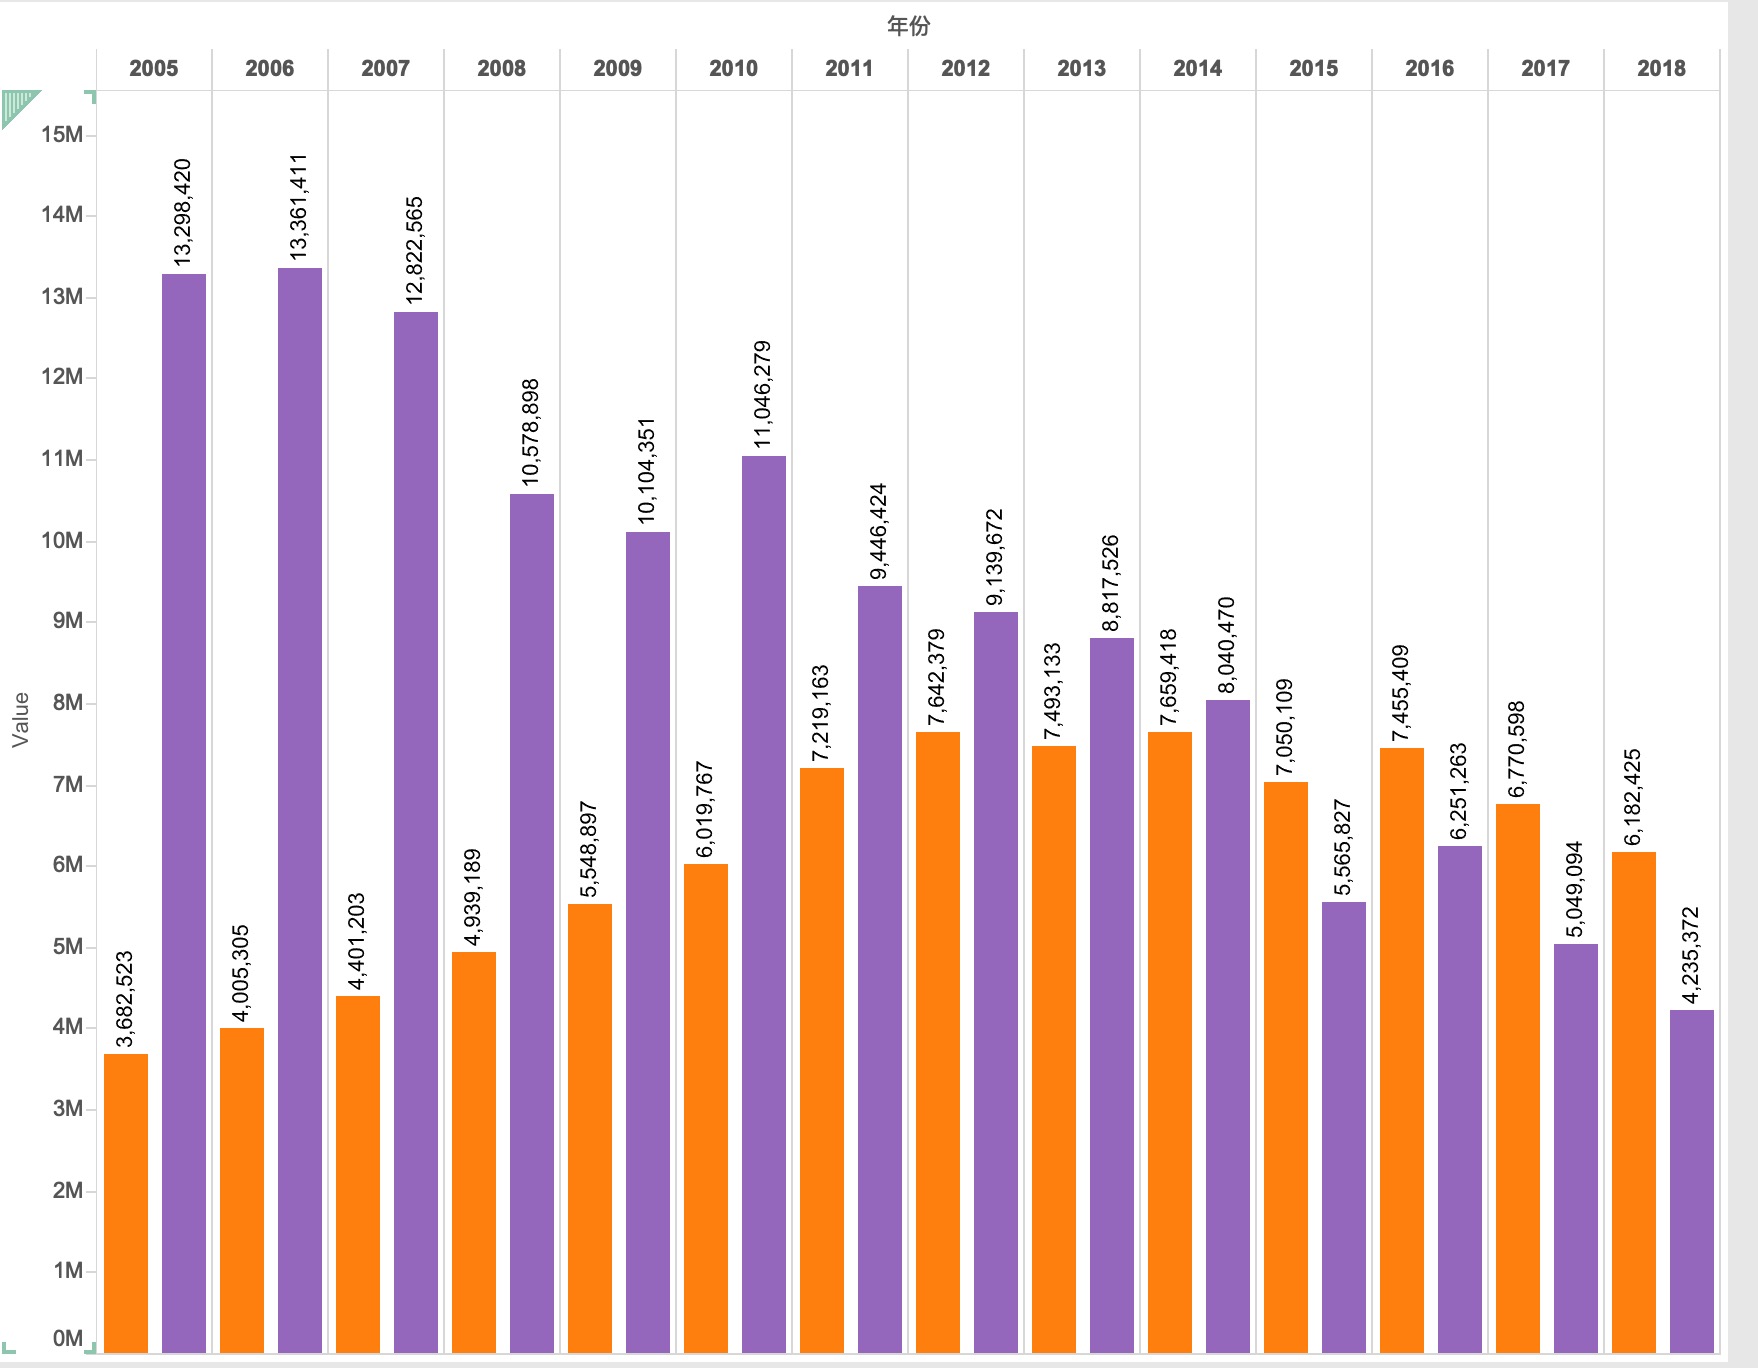 年份
2005 2006 2007 2008 2009 2010 2011 2012 2013 2014 2015 2016 2017 2018
15M
14M
13M
12M
11M
10M
9M
8M
7M
6M
5M
4M
3M
2M
1M
0M
Value
3,682,523
13,298,420
4,005,305
13,361,411
4,401,203
12,822,565
4,939,189
10,578,898
5,548,897
10,104,351
6,019,767
11,046,279
7,219,163
9,446,424
7,642,379
9,139,672
7,493,133
8,817,526
7,659,418
8,040,470
7,050,109
5,565,827
7,455,409
6,251,263
6,770,598
5,049,094
6,182,425
4,235,372